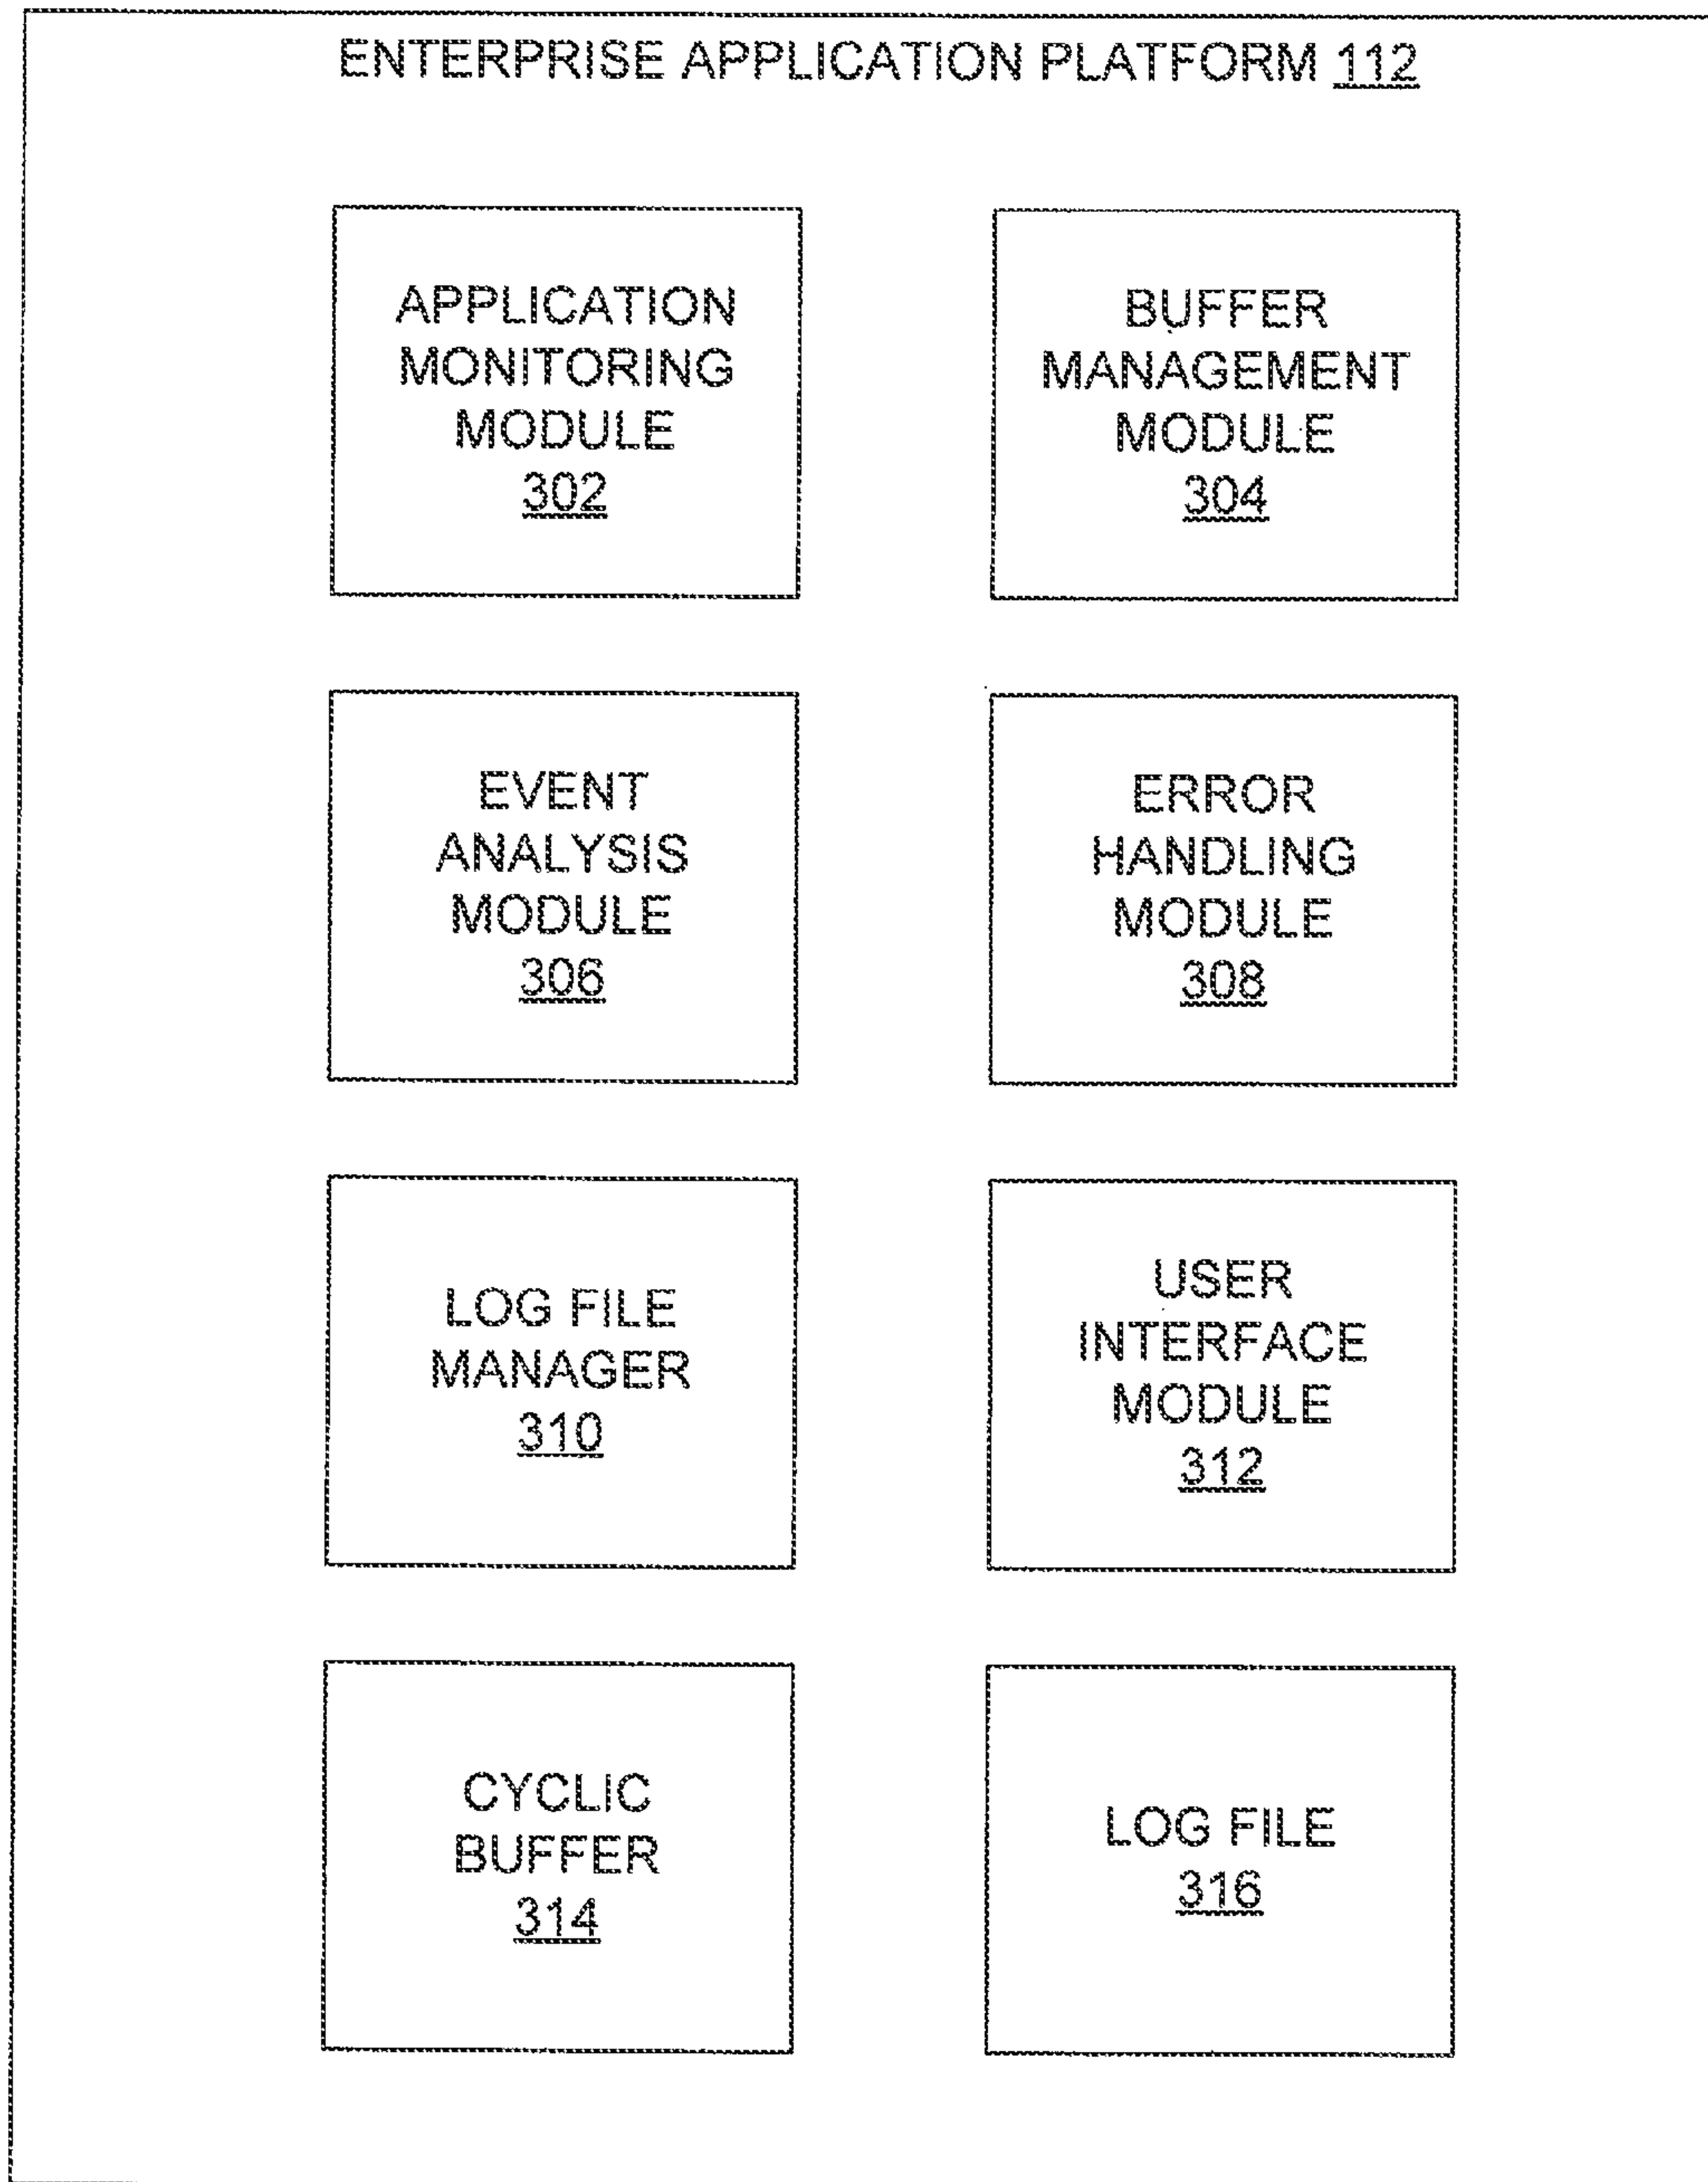 ENTERPRISE APPLICATION PLATFORM 112
APPLICATION
MONITORING
MODULE
302
BUFFER
MANAGEMENT
MODULE
304
EVENT
ANALYSIS
MODULE
306
ERROR
HANDLING
MODULE
308
LOG FILE
MANAGER
310
USER
INTERFACE
MODULE
312
CYCLIC
BUFFER
314
LOG FILE
316